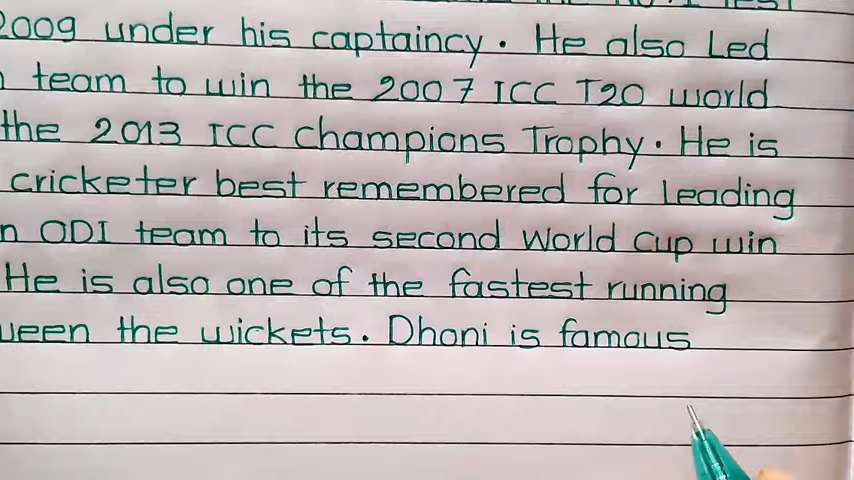 2009 under his captaincy. He also Led
team to win the 2007 ICC T20 world
the 2013 ICC Champions Trophy. He is
cricketer best remembered for Leading
ODI team to its second World Cup win
He is also one of the fastest running
the wickets. Dhoni is famous